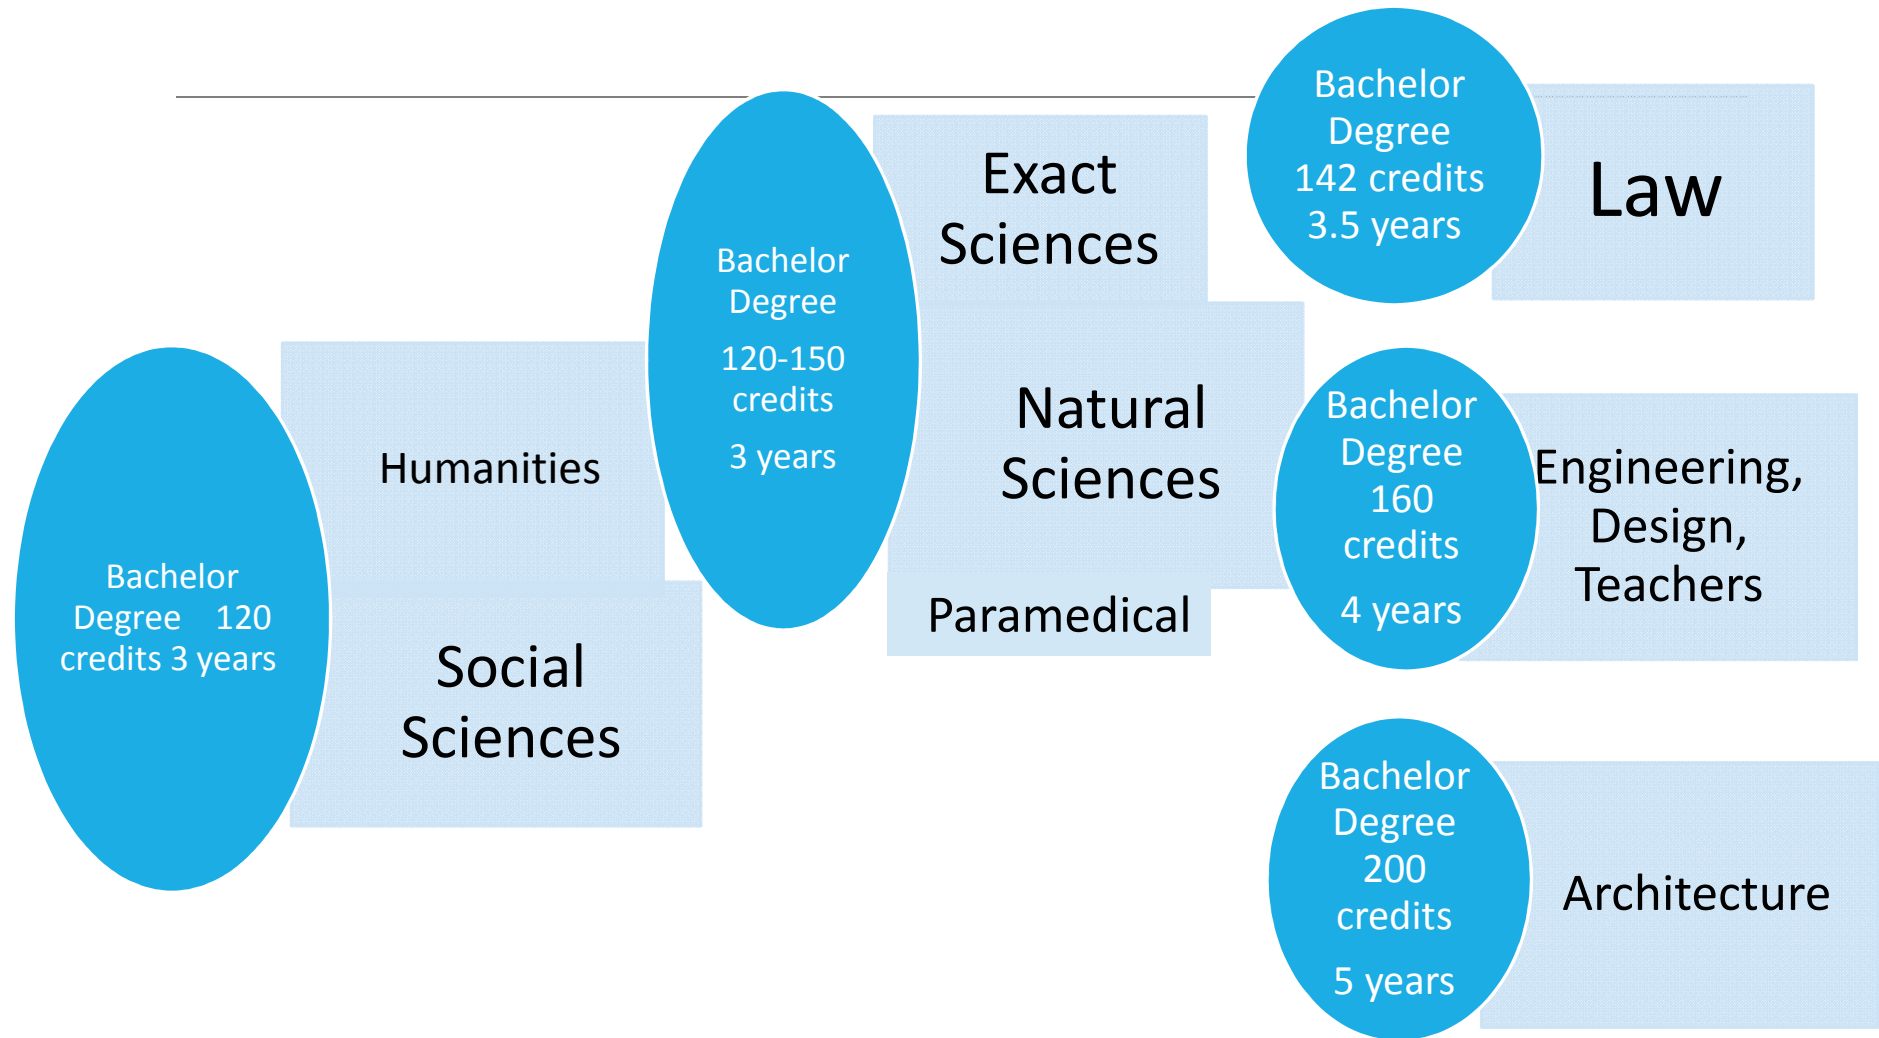 Bachelor
Degree 120
credits 3 years
Humanities
Social
Sciences
Bachelor
Degree
120-150
credits
3 years
Exact
Sciences
Natural
Sciences
Paramedical
Bachelor
Degree
142 credits
3.5 years
Law
Bachelor
Degree
160
credits
4 years
Engineering,
Design,
Teachers
Bachelor
Degree
200
credits
5 years
Architecture